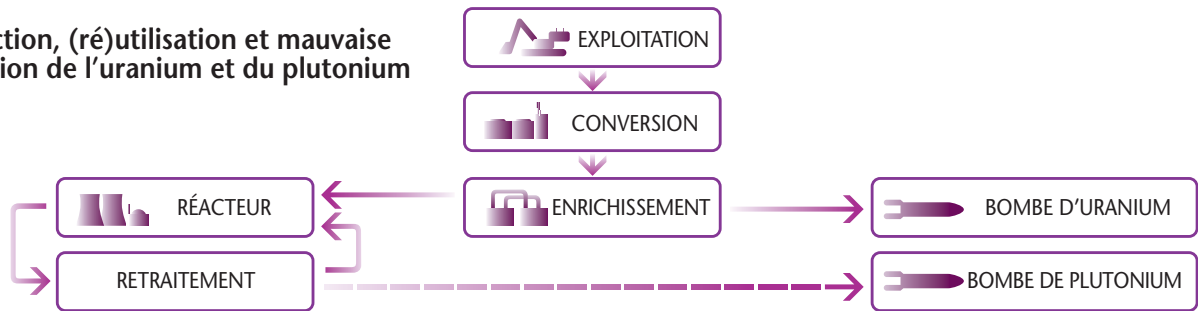 ction, (ré)utilisation et mauvaise
ion de l'uranium et du plutonium
EXPLOITATION
CONVERSION
RÉACTEUR
ENRICHISSEMENT
BOMBE D'URANIUM
RETRAITEMENT
BOMBE DE PLUTONIUM